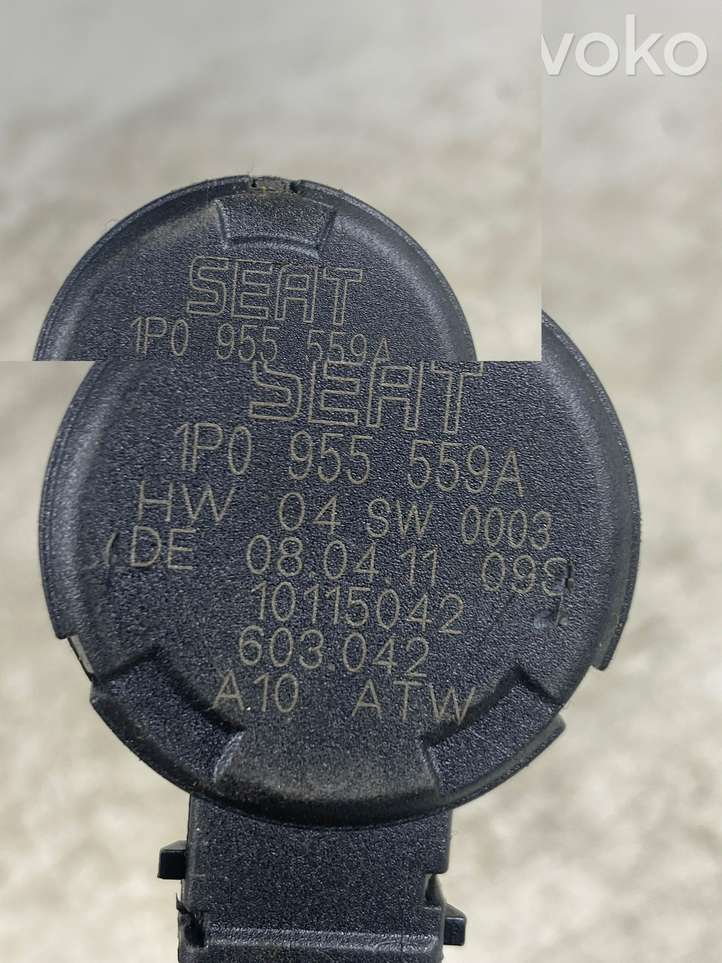 voko
SEAT
1P0 955 559A
SEAT
1P0 955 559A
HW 04 SW 0003
DE 08.04.11 09S
10115042
603.042
A10 ATW